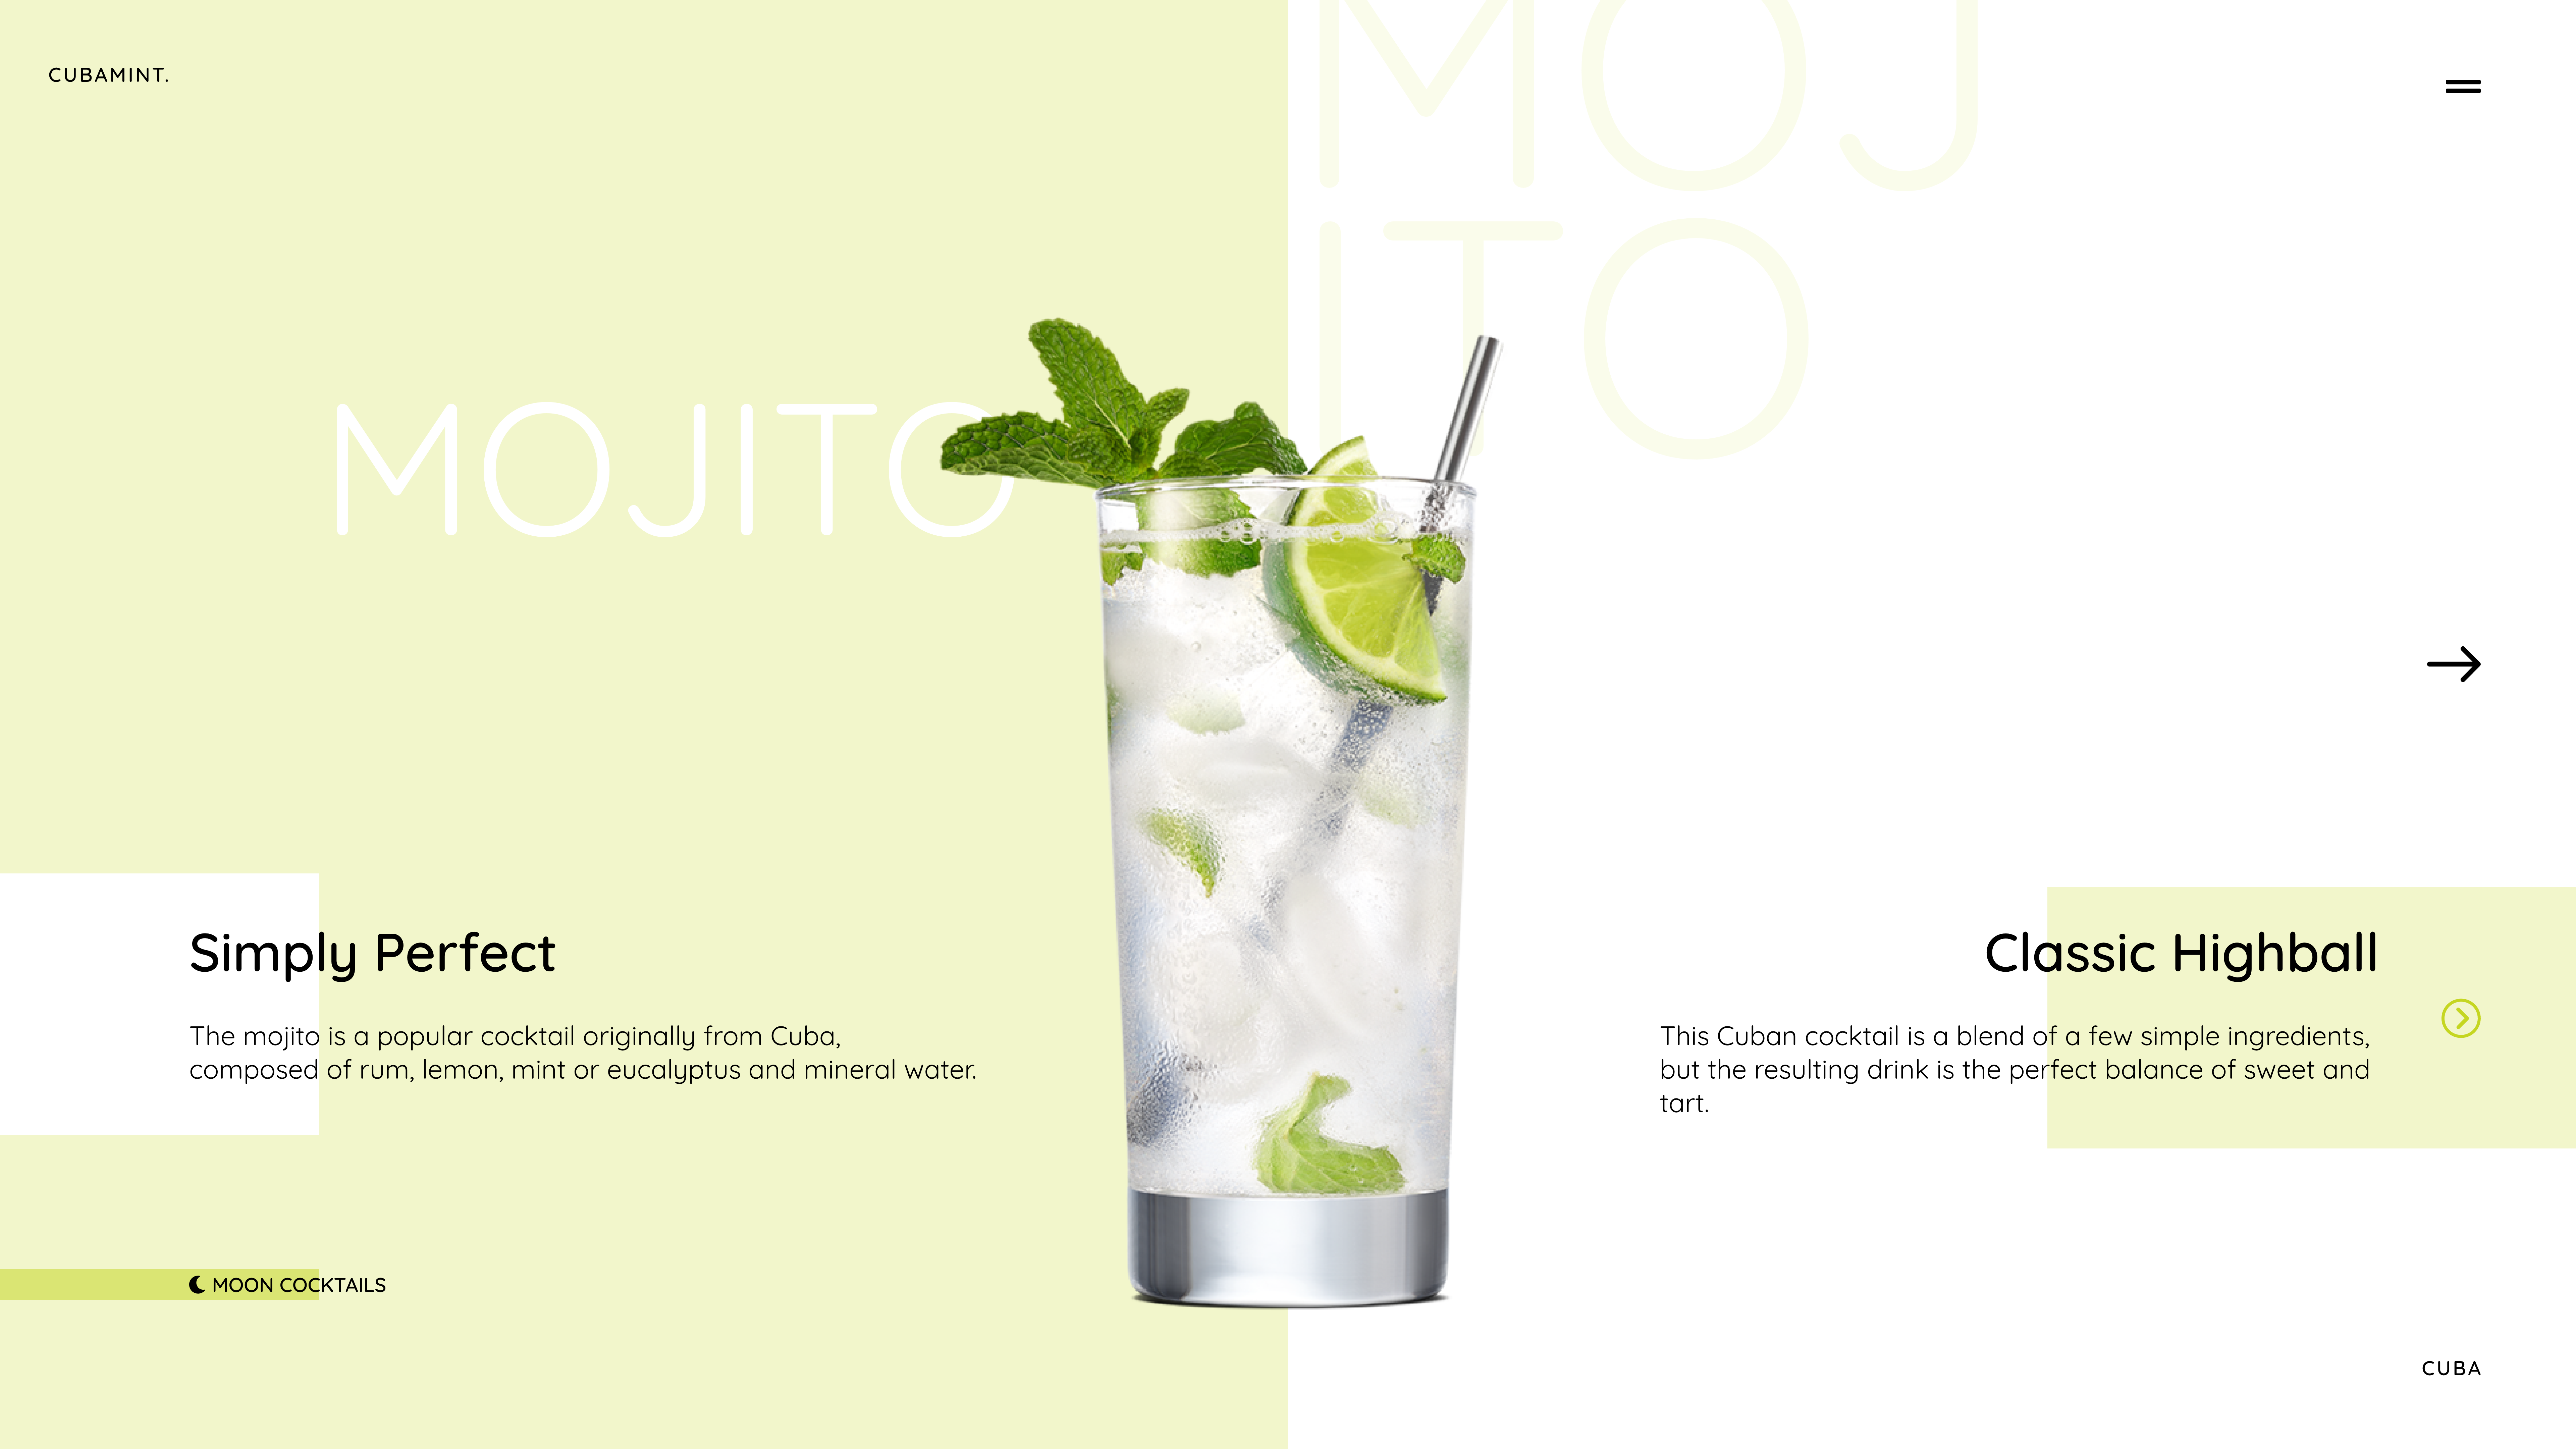 CUBAMINT.
MOJ
ITO
MOJITO
Simply Perfect
The mojito is a popular cocktail originally from Cuba,
composed of rum, lemon, mint or eucalyptus and mineral water.
Classic Highball
This Cuban cocktail is a blend of a few simple ingredients,
but the resulting drink is the perfect balance of sweet and
tart.
MOON COCKTAILS
CUBA